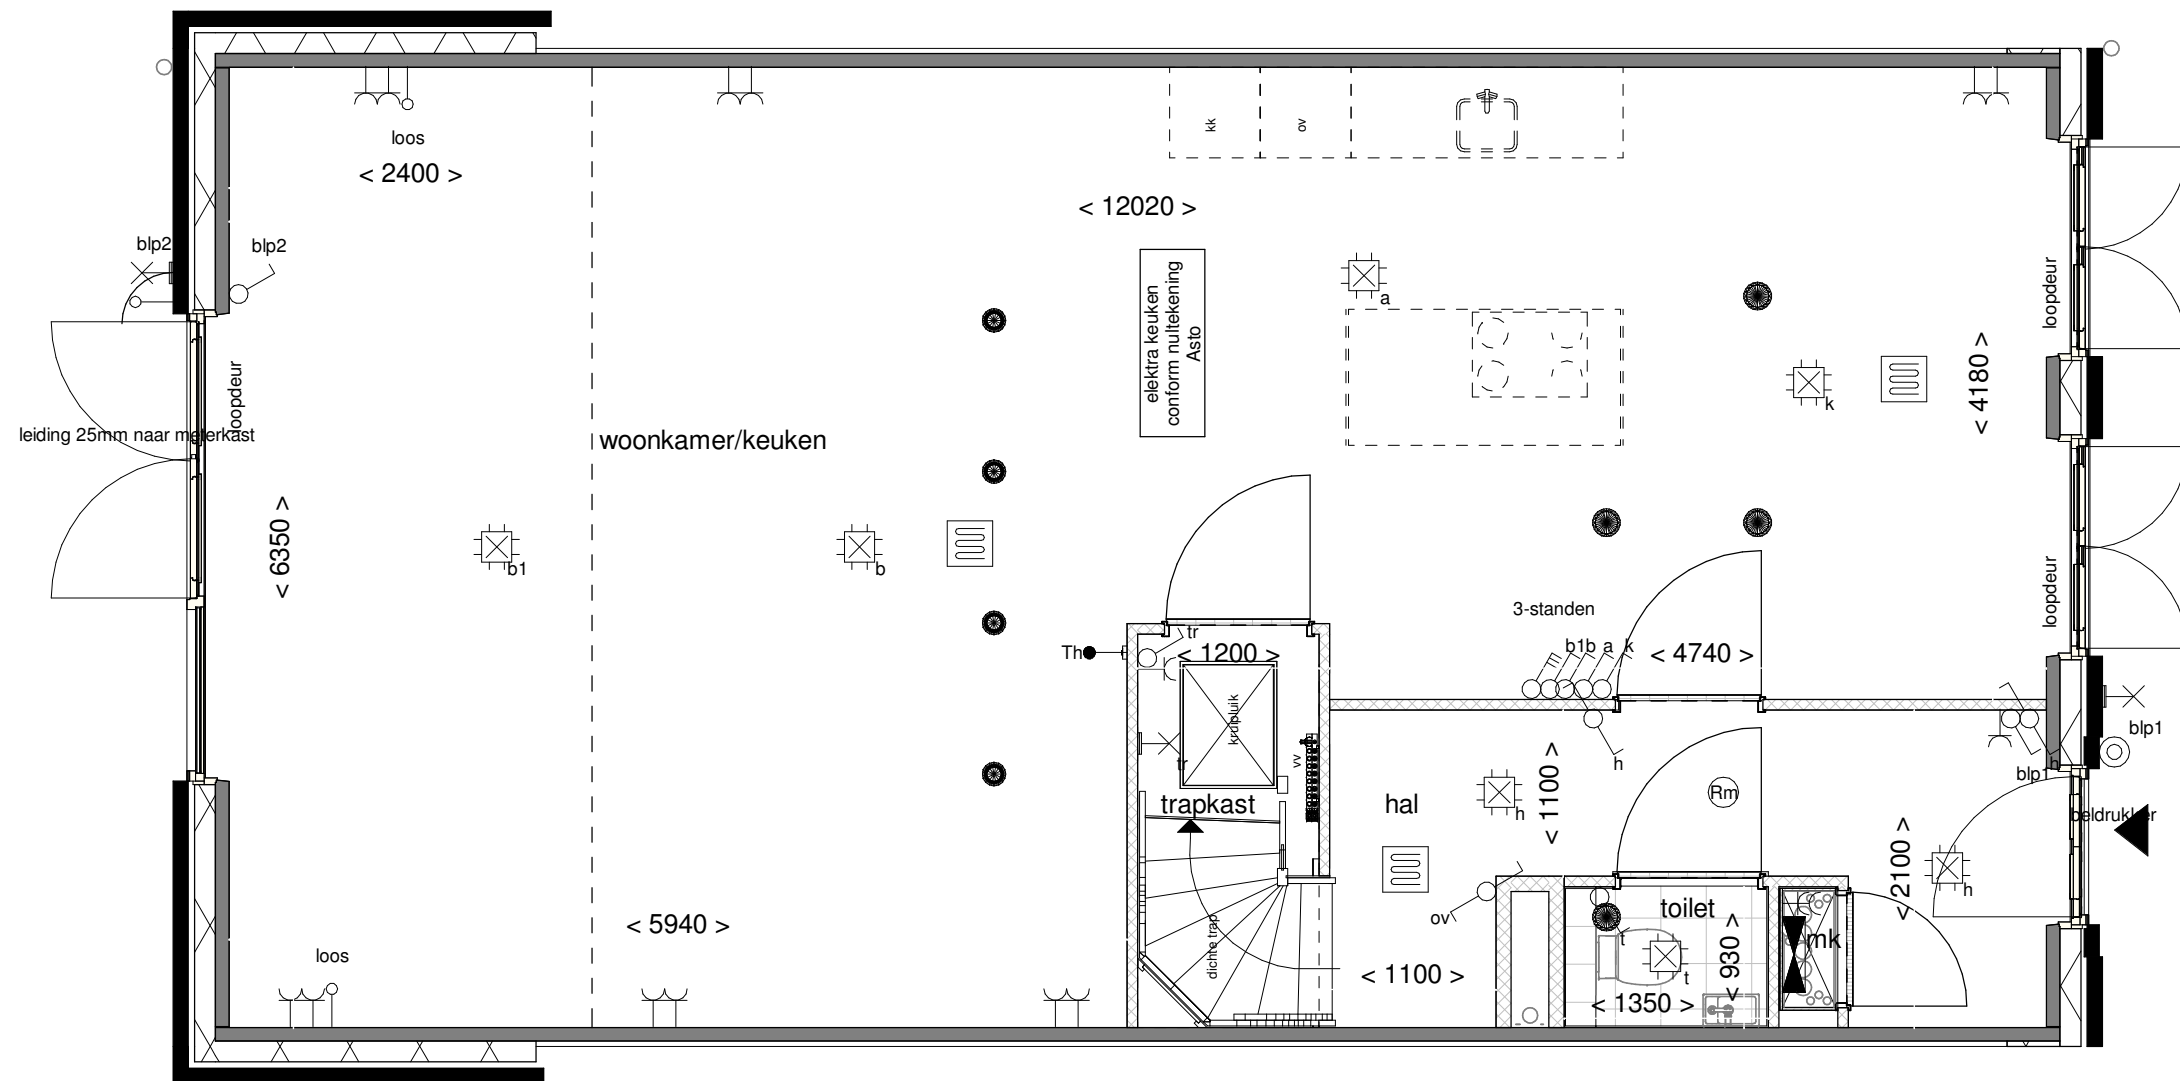 loos
< 2400 >
kk
ov
< 12020 >
blp2
blp2
elektra keuken
conform nultekening
Asto
a
loopdeur
k
< 4180 >
loopdeur
leiding 25mm naar meterkast
woonkamer/keuken
< 6350 >
b1
b
3-standen
loopdeur
Th
tr
< 1200 >
b1b a k
< 4740 >
kruipluik
tr
vv
h
blp1
h
blp1
trapkast
hal
h
< 1100 >
Rm
beldrukker
< 2100 >
h
ov
dichte trap
toilet
t
t
mk
< 930 >
< 5940 >
loos
< 1100 >
< 1350 >